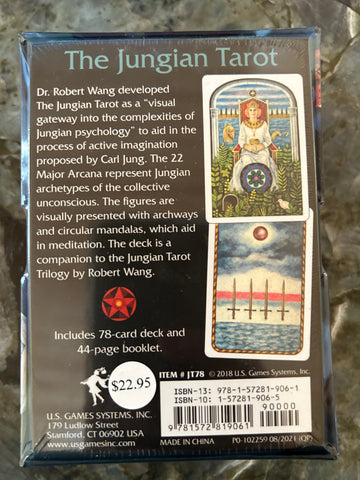 The Jungian Tarot
Dr. Robert Wang developed
The Jungian Tarot as a “visual
gateway into the complexities of
Jungian psychology” to aid in the
process of active imagination
proposed by Carl Jung. The 22
Major Arcana represent Jungian
archetypes of the collective
unconscious. The figures are
visually presented with archways
and circular mandalas, which aid
in meditation. The deck is a
companion to the Jungian Tarot
Trilogy by Robert Wang.
Includes 78-card deck and
44-page booklet.
$22.95
U.S. GAMES SYSTEMS, INC.
179 Ludlow Street
Stamford, CT 06902 USA
www.usgamesinc.com
ITEM # JT78
© 2018 U.S. Games Systems, Inc.
ISBN-13: 978-1-57281-906-1
ISBN-10: 1-57281-906-5
90000
9 781572 819061
MADE IN CHINA
P0-102259 08/2021 (QP)